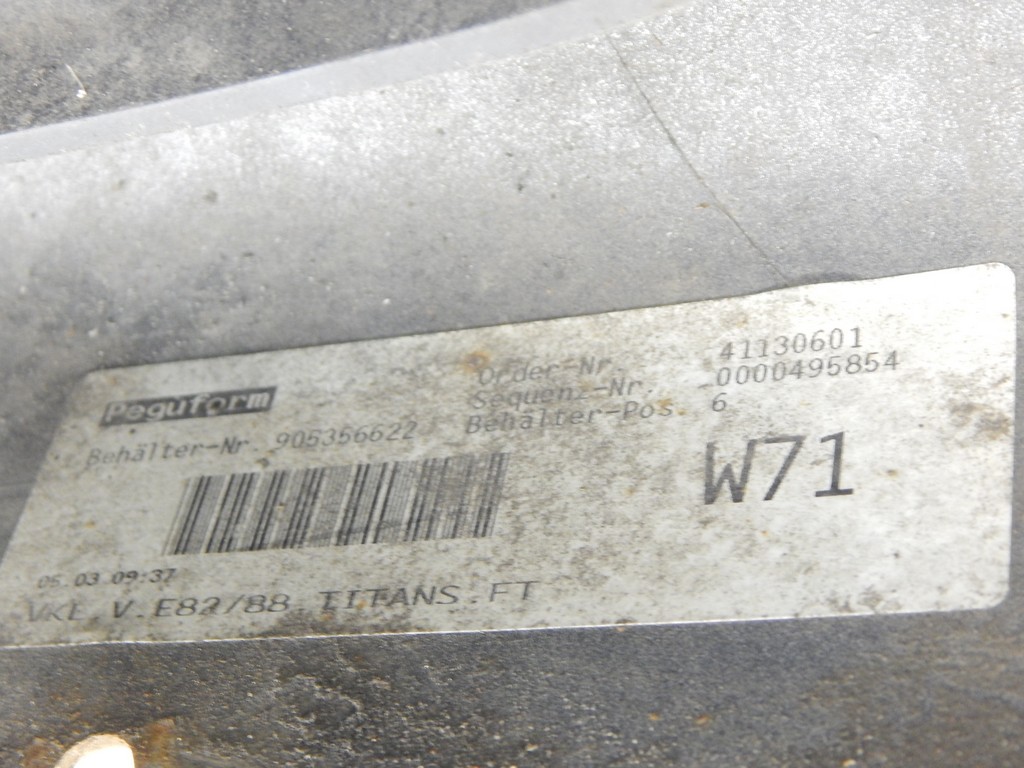 Peguform
Order-Nr. 41130601
Sequenz-Nr. 0000495854
Behälter-Nr. 905356622 Behälter-Pos. 6
W71
05.03 09:37
VKL.V.E82/88 TITANS.FT